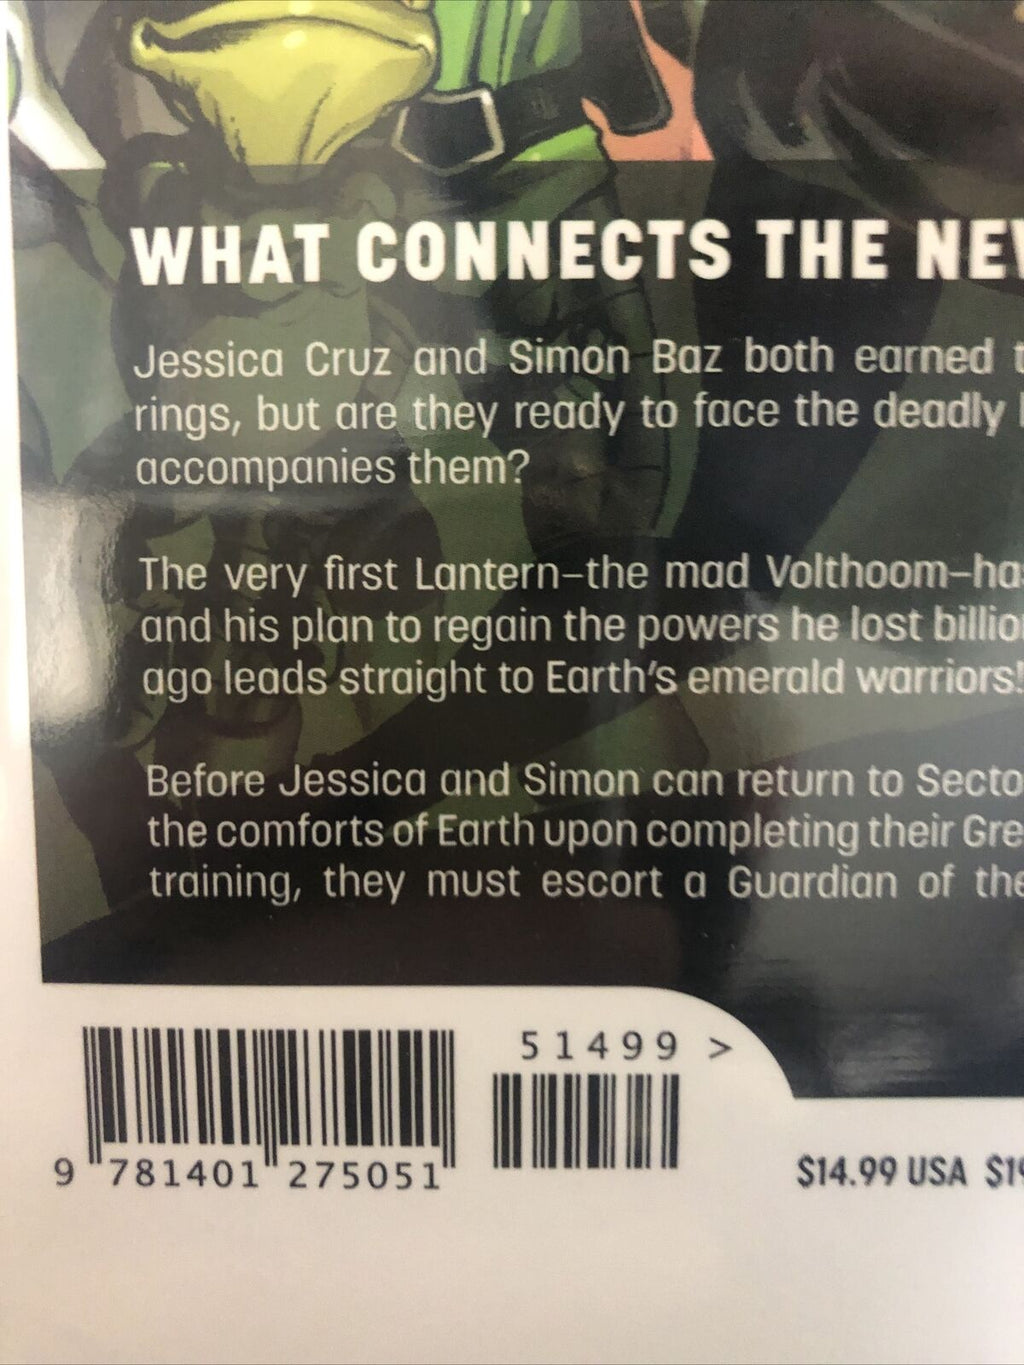 WHAT CONNECTS THE NEW
Jessica Cruz and Simon Baz both earned
rings, but are they ready to face the deadly
accompanies them?
The very first Lantern–the mad Volthoom–has
and his plan to regain the powers he lost billio
ago leads straight to Earth's emerald warriors!
Before Jessica and Simon can return to Secto
the comforts of Earth upon completing their Gre
training, they must escort a Guardian of the
51499 >
9 781401 275051
$14.99 USA $19